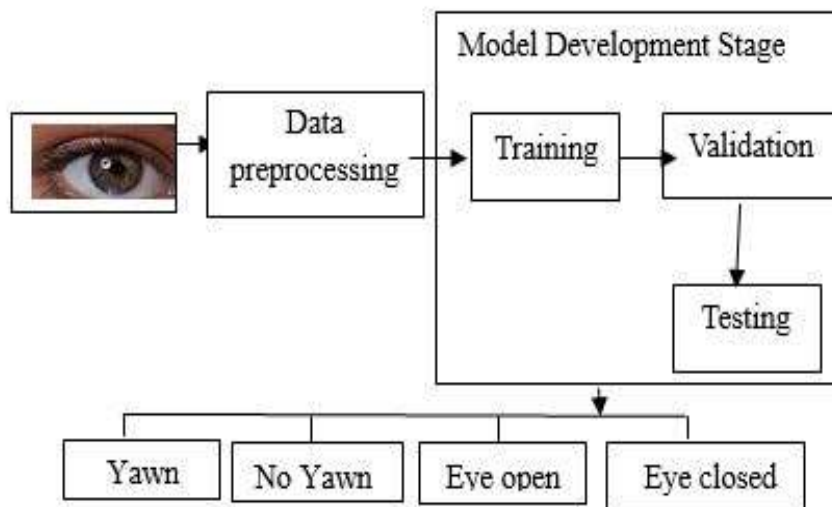 Model Development Stage
Data
preprocessing
Training
Validation
Testing
Yawn
No Yawn
Eye open
Eye closed